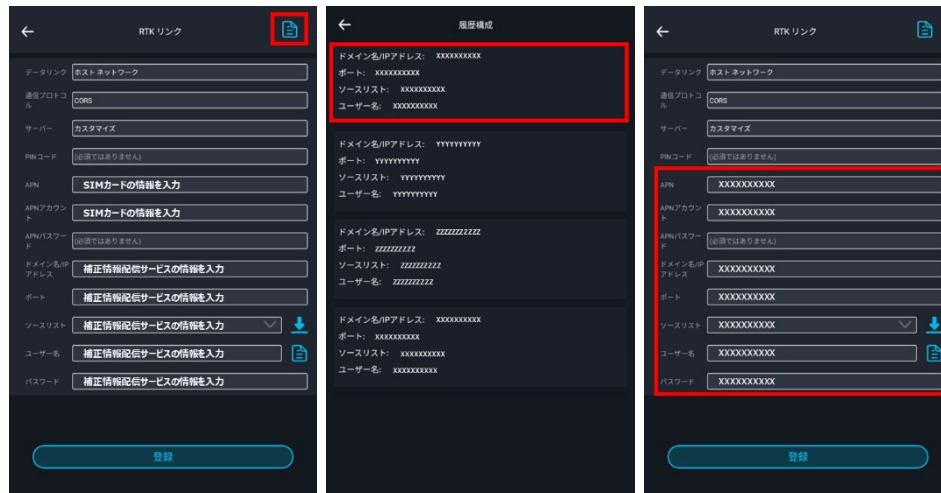 RTK リンク
データリンク
ホスト ネットワーク
通信プロトコ
ル
CORS
サーバー
カスタマイズ
PINコード
(必須ではありません)
APN
SIMカードの情報を入力
APNアカウン
ト
SIMカードの情報を入力
APNパスワー
ド
(必須ではありません)
ドメイン名/IP
アドレス
補正情報配信サービスの情報を入力
ポート
補正情報配信サービスの情報を入力
ソースリスト
補正情報配信サービスの情報を入力
ユーザー名
補正情報配信サービスの情報を入力
パスワード
補正情報配信サービスの情報を入力
登録
履歴構成
ドメイン名/IPアドレス: XXXXXXXXXX
ポート: XXXXXXXXXX
ソースリスト: XXXXXXXXXX
ユーザー名: XXXXXXXXXX
ドメイン名/IPアドレス: YYYYYYYYYY
ポート: YYYYYYYYYY
ソースリスト: YYYYYYYYYY
ユーザー名: YYYYYYYYYY
ドメイン名/IPアドレス: ZZZZZZZZZZZ
ポート: ZZZZZZZZZZ
ソースリスト: ZZZZZZZZZZ
ユーザー名: ZZZZZZZZZZ
ドメイン名/IPアドレス: XXXXXXXXXX
ポート: XXXXXXXXXX
ソースリスト: XXXXXXXXXX
ユーザー名: XXXXXXXXXX
RTK リンク
データリンク
ホスト ネットワーク
通信プロトコ
ル
CORS
サーバー
カスタマイズ
PINコード
(必須ではありません)
APN
XXXXXXXXXX
APNアカウン
ト
XXXXXXXXXX
APNパスワー
ド
(必須ではありません)
ドメイン名/IP
アドレス
XXXXXXXXXX
ポート
XXXXXXXXXX
ソースリスト
XXXXXXXXXX
ユーザー名
XXXXXXXXXX
パスワード
XXXXXXXXXX
登録